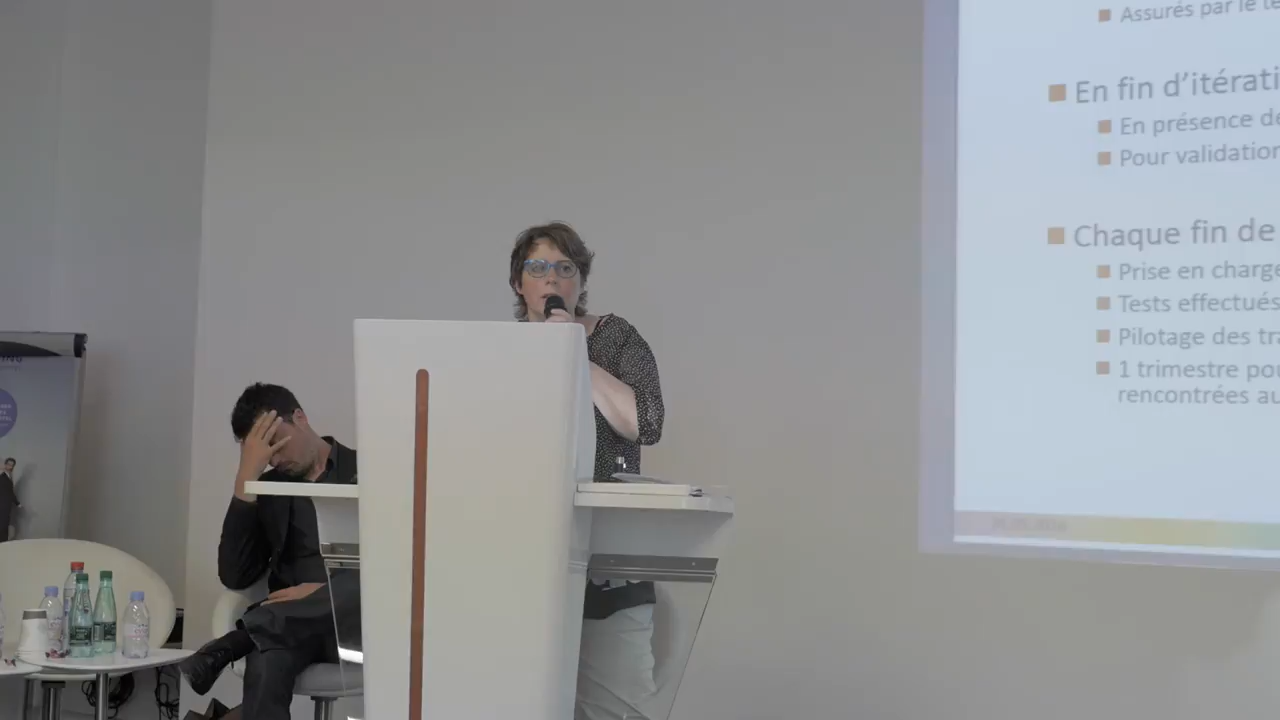 Assurés par le te
En fin d'itérati
En présence de
Pour validation
Chaque fin de
Prise en charge
Tests effectués
Pilotage des tra
1 trimestre pou
rencontrées au